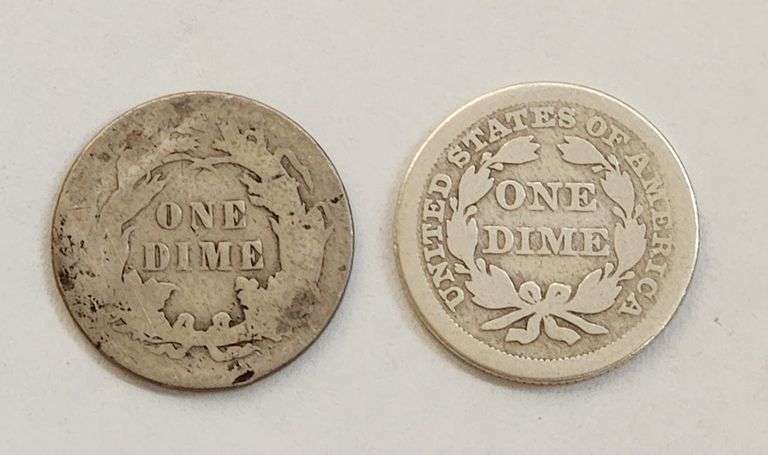 ONE
DIME
UNITED STATES OF AMERICA
ONE
DIME